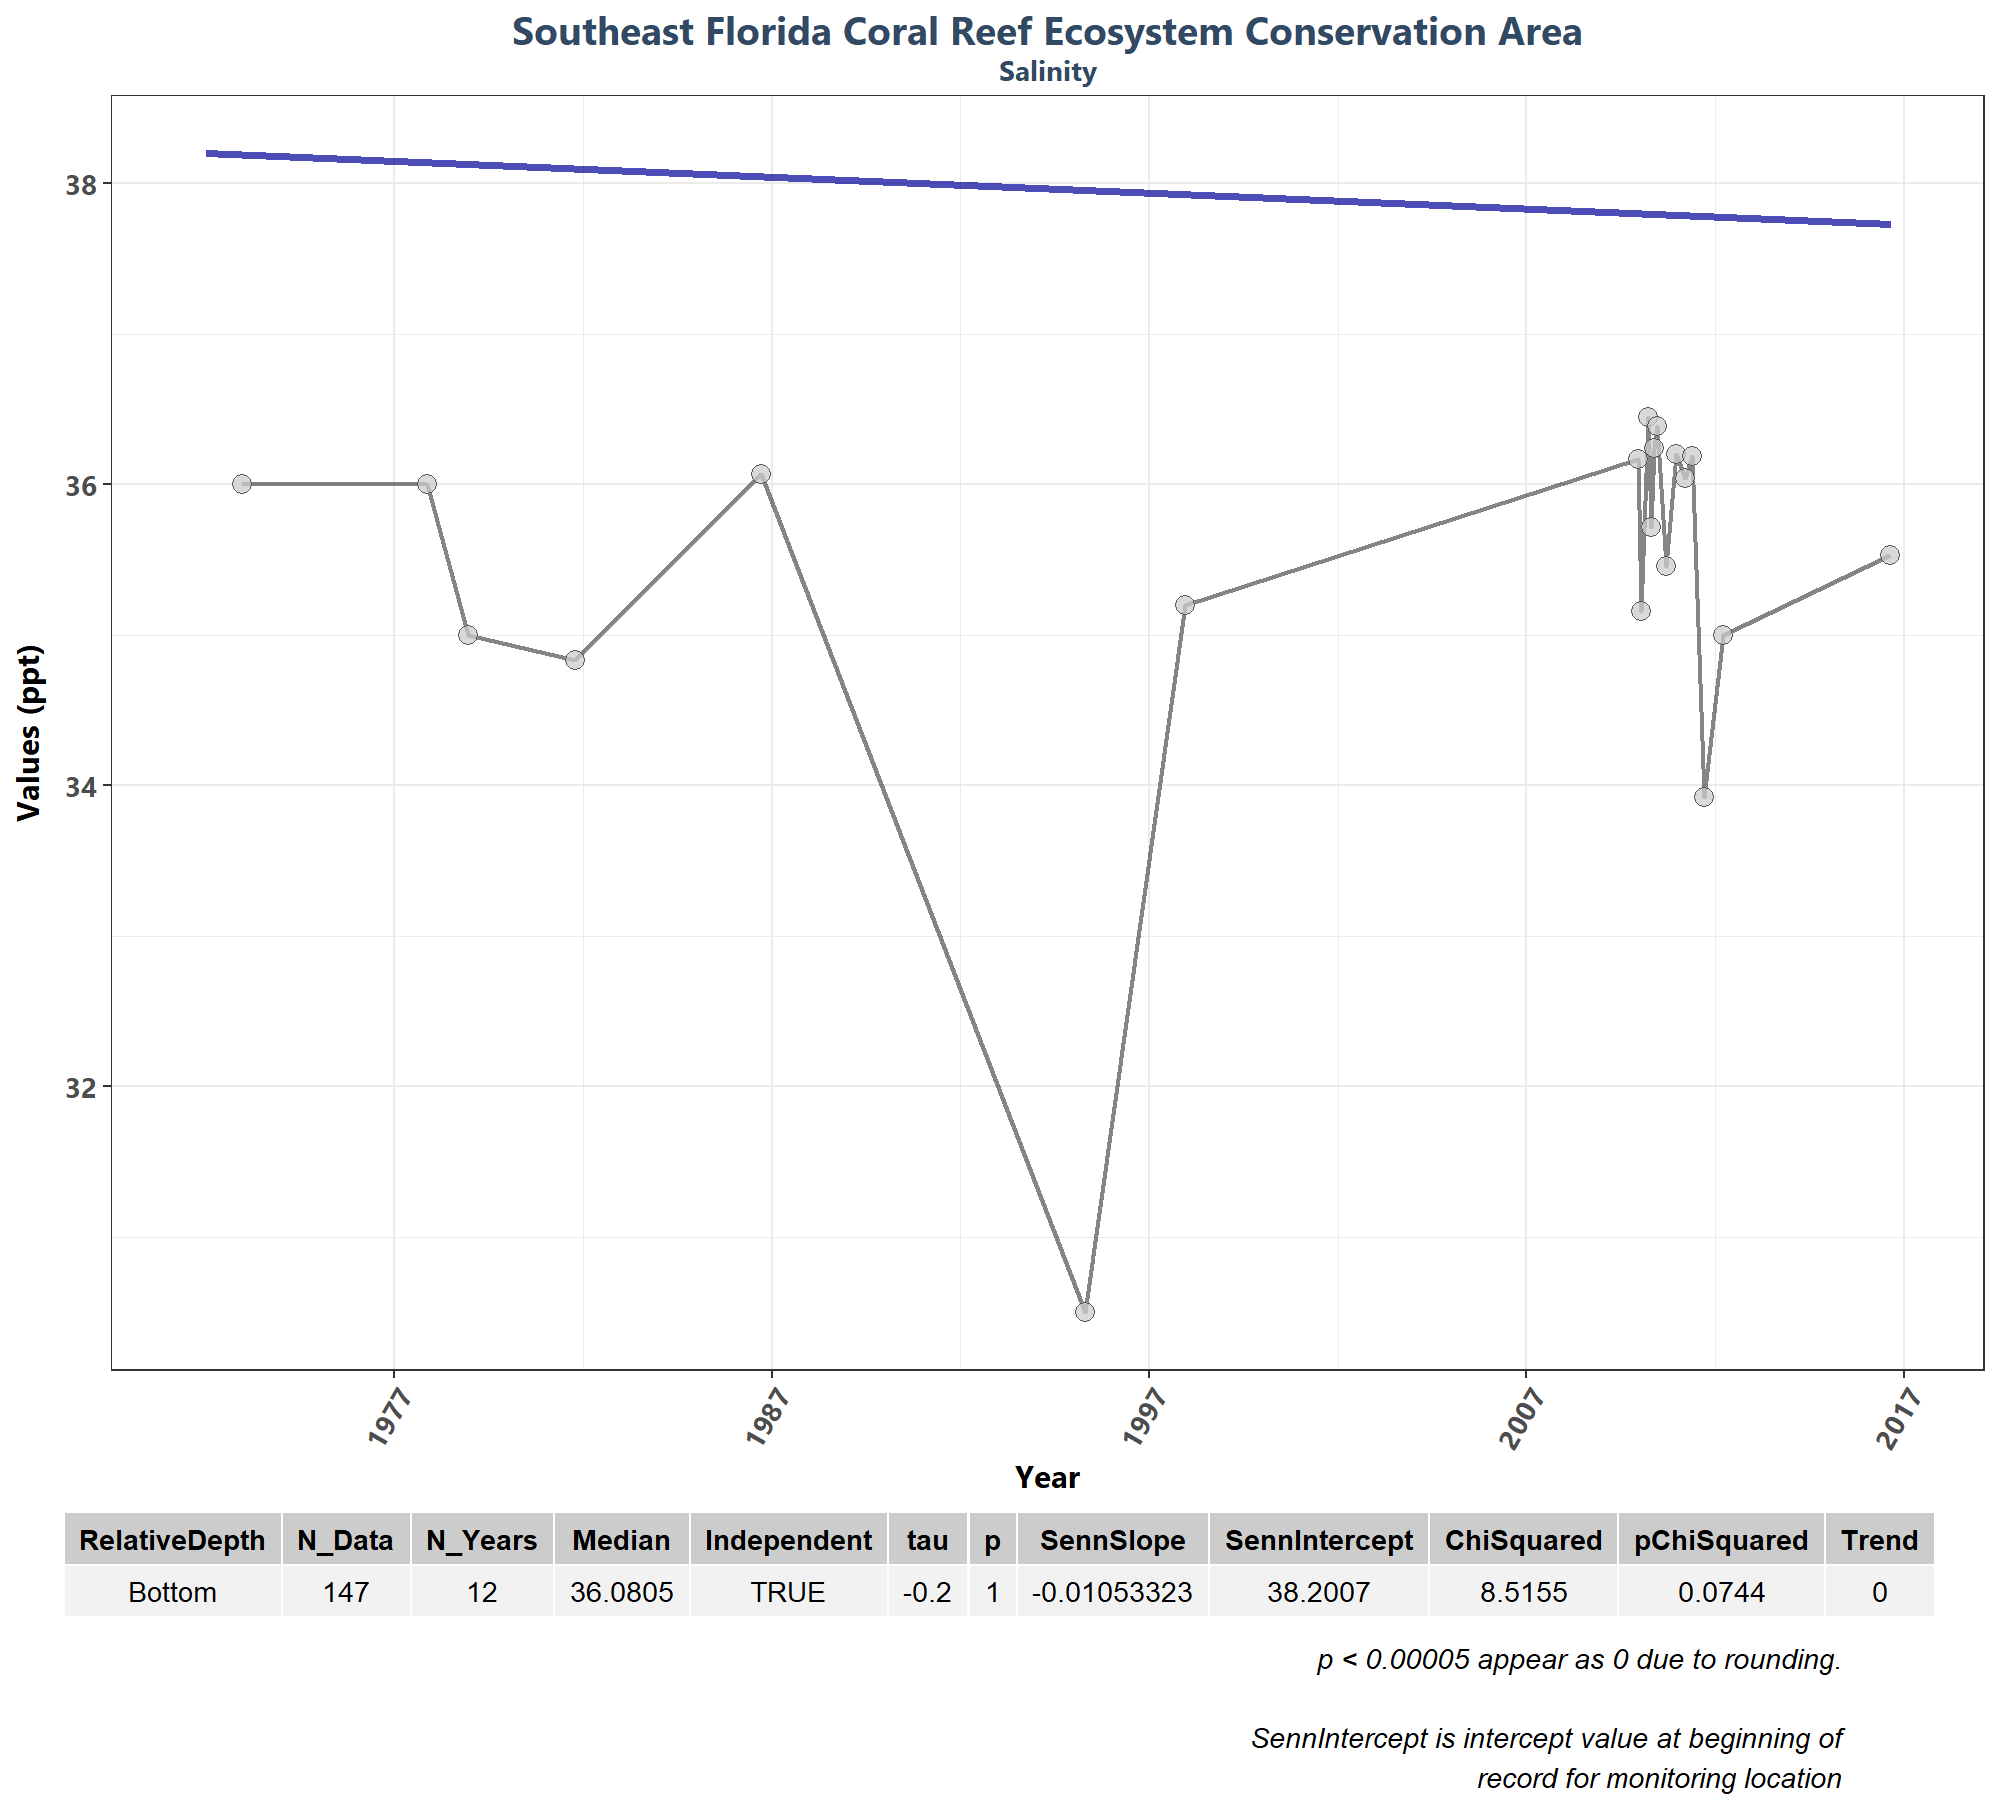 Southeast Florida Coral Reef Ecosystem Conservation Area
Salinity
Values (ppt)
38
36
34
32
1977
1987
1997
2007
2017
Year
RelativeDepth N_Data N_Years Median Independent tau p SennSlope SennIntercept ChiSquared pChiSquared Trend
Bottom 147 12 36.0805 TRUE -0.2 1 -0.01053323 38.2007 8.5155 0.0744 0
p < 0.00005 appear as 0 due to rounding.
SennIntercept is intercept value at beginning of
record for monitoring location